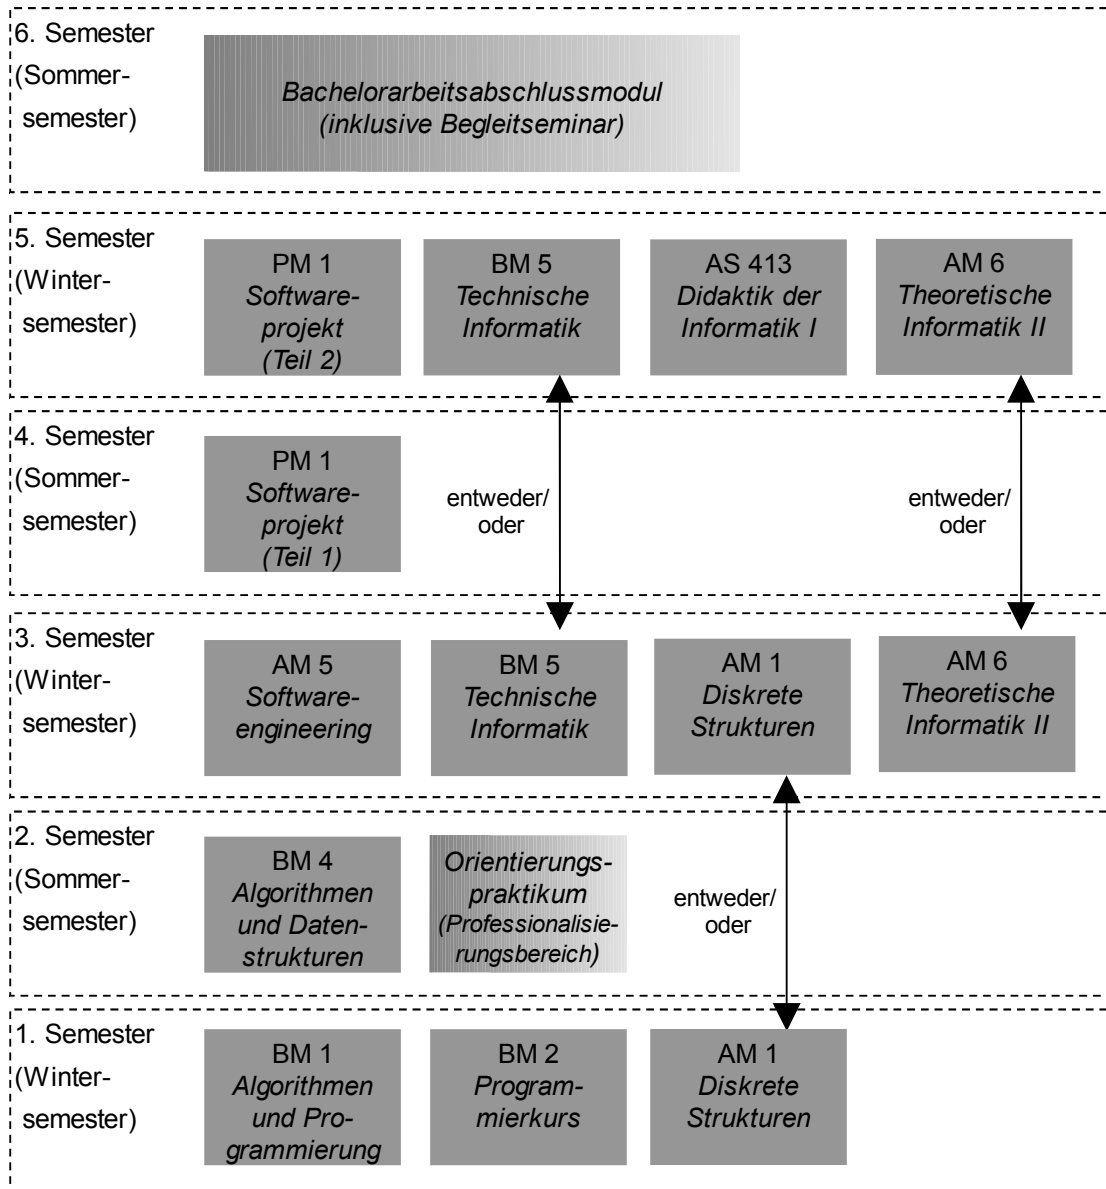 6. Semester
(Sommer-
semester)
Bachelorarbeitsabschlussmodul
(inklusive Begleitseminar)
5. Semester
(Winter-
semester)
PM 1
Software-
projekt
(Teil 2)
BM 5
Technische
Informatik
AS 413
Didaktik der
Informatik I
AM 6
Theoretische
Informatik II
4. Semester
(Sommer-
semester)
PM 1
Software-
projekt
(Teil 1)
entweder/
oder
entweder/
oder
3. Semester
(Winter-
semester)
AM 5
Software-
engineering
BM 5
Technische
Informatik
AM 1
Diskrete
Strukturen
AM 6
Theoretische
Informatik II
2. Semester
(Sommer-
semester)
BM 4
Algorithmen
und Daten-
strukturen
Orientierungs-
praktikum
(Professionalisie-
rungsbereich)
entweder/
oder
1. Semester
(Winter-
semester)
BM 1
Algorithmen
und Pro-
grammierung
BM 2
Program-
mierkurs
AM 1
Diskrete
Strukturen